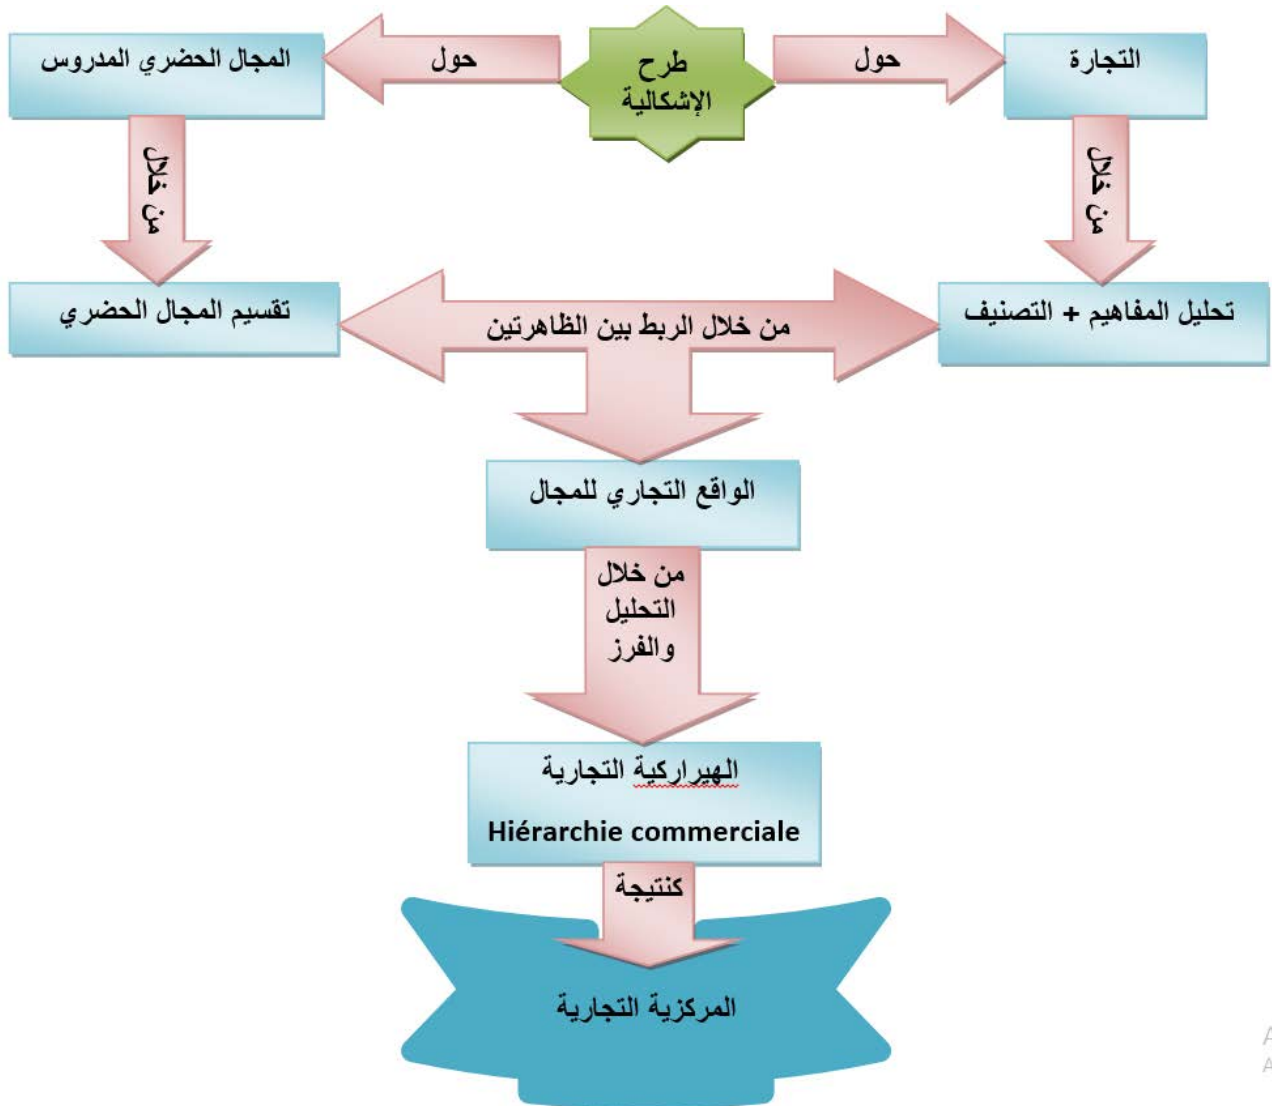 طرح
الإشكالية
حول
التجارة
حول
المجال الحضري المدروس
من خلال
من خلال
تحليل المفاهيم + التصنيف
من خلال الربط بين الظاهرتين
تقسيم المجال الحضري
الواقع التجاري للمجال
من خلال
التحليل
والفرز
الهيراركية التجارية
Hiérarchie commerciale
كنتيجة
المركزية التجارية
A
A